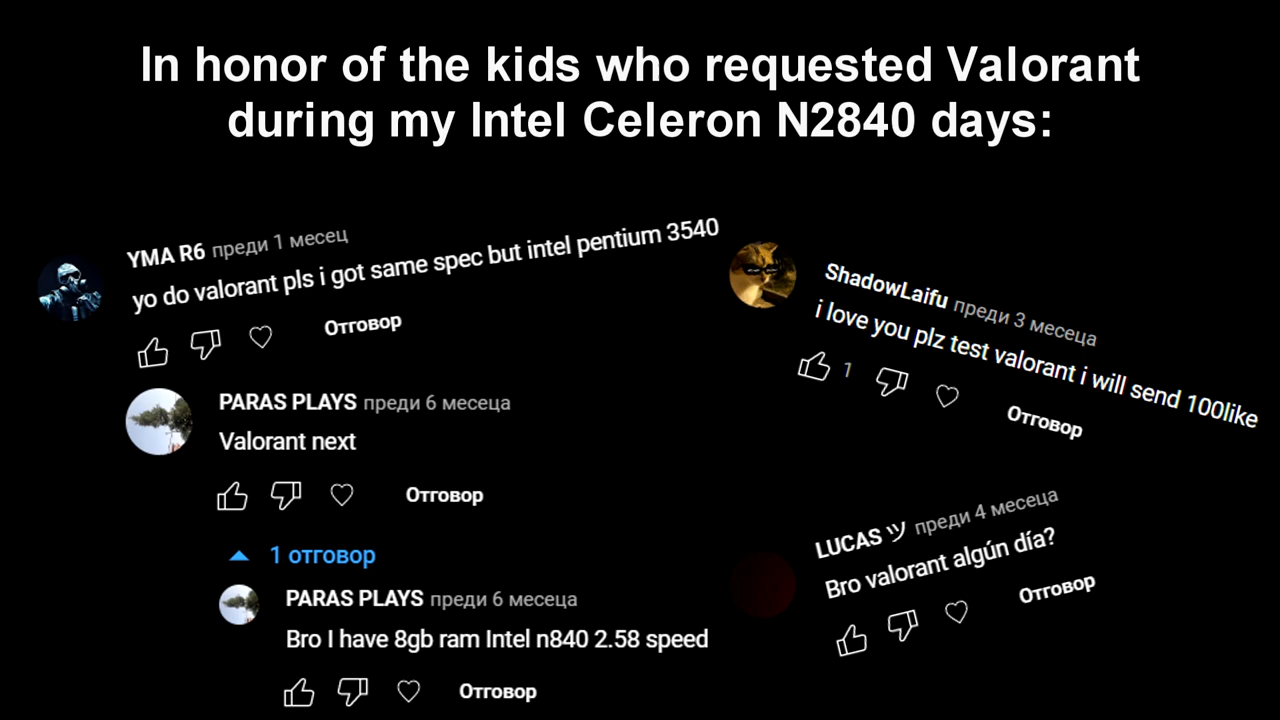 In honor of the kids who requested Valorant
during my Intel Celeron N2840 days:
YMA R6 преди 1 месец
yo do valorant pls i got same spec but intel pentium 3540
Отговор
PARAS PLAYS преди 6 месеца
Valorant next
Отговор
1 отговор
PARAS PLAYS преди 6 месеца
Bro I have 8gb ram Intel n840 2.58 speed
Отговор
ShadowLaifu преди 3 месеца
i love you plz test valorant i will send 100like
1
Отговор
LUCAS ツ преди 4 месеца
Bro valorant algún día?
Отговор